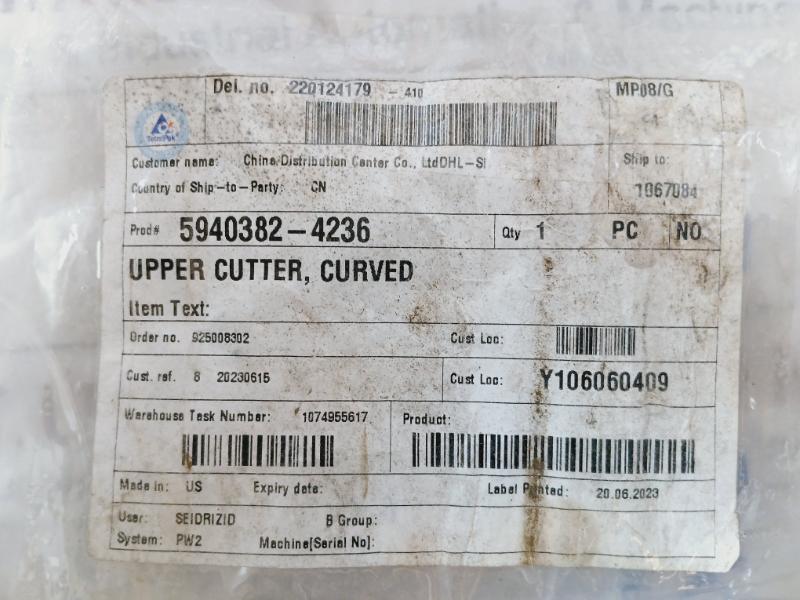 Del. no. 220124179 - 410 MP08/G
Tetra Pak
Customer name: China Distribution Center Co., LtdDHL-SI Ship to:
Country of Ship-to-Party: CN 1067084
Prod# 5940382-4236 Qty 1 PC NO
UPPER CUTTER, CURVED
Item Text:
Order no. 925008302 Cust Loc:
Cust. ref. 8 20230615 Cust Loc: Y106060409
Warehouse Task Number: 1074955617 Product:
Made in: US Expiry date: Label Printed: 20.06.2023
User: SEIDRIZID B Group:
System: PW2 Machine[Serial No]: